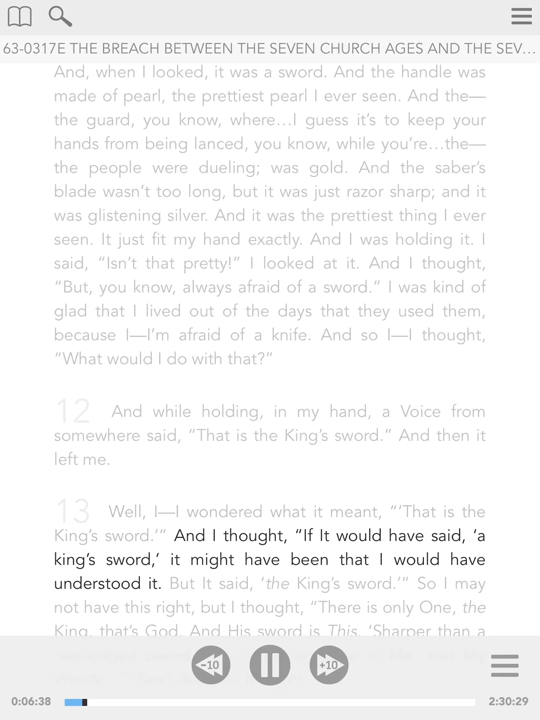 63-0317E THE BREACH BETWEEN THE SEVEN CHURCH AGES AND THE SEV...
And, when I looked, it was a sword. And the handle was
made of pearl, the prettiest pearl I ever seen. And the—
the guard, you know, where…I guess it’s to keep your
hands from being lanced, you know, while you’re…the—
the people were dueling; was gold. And the saber’s
blade wasn’t too long, but it was just razor sharp; and it
was glistening silver. And it was the prettiest thing I ever
seen. It just fit my hand exactly. And I was holding it. I
said, “Isn’t that pretty!” I looked at it. And I thought,
“But, you know, always afraid of a sword.” I was kind of
glad that I lived out of the days that they used them,
because I—I’m afraid of a knife. And so I—I thought,
“What would I do with that?”
12 And while holding, in my hand, a Voice from
somewhere said, “That is the King’s sword.” And then it
left me.
13 Well, I—I wondered what it meant, “‘That is the
King’s sword.’” And I thought, “If It would have said, ‘a
king’s sword,’ it might have been that I would have
understood it. But It said, ‘the King’s sword.’” So I may
not have this right, but I thought, “There is only One, the
King, that’s God. And His sword is This, ‘Sharper than a
-10
+10
0:06:38
2:30:29